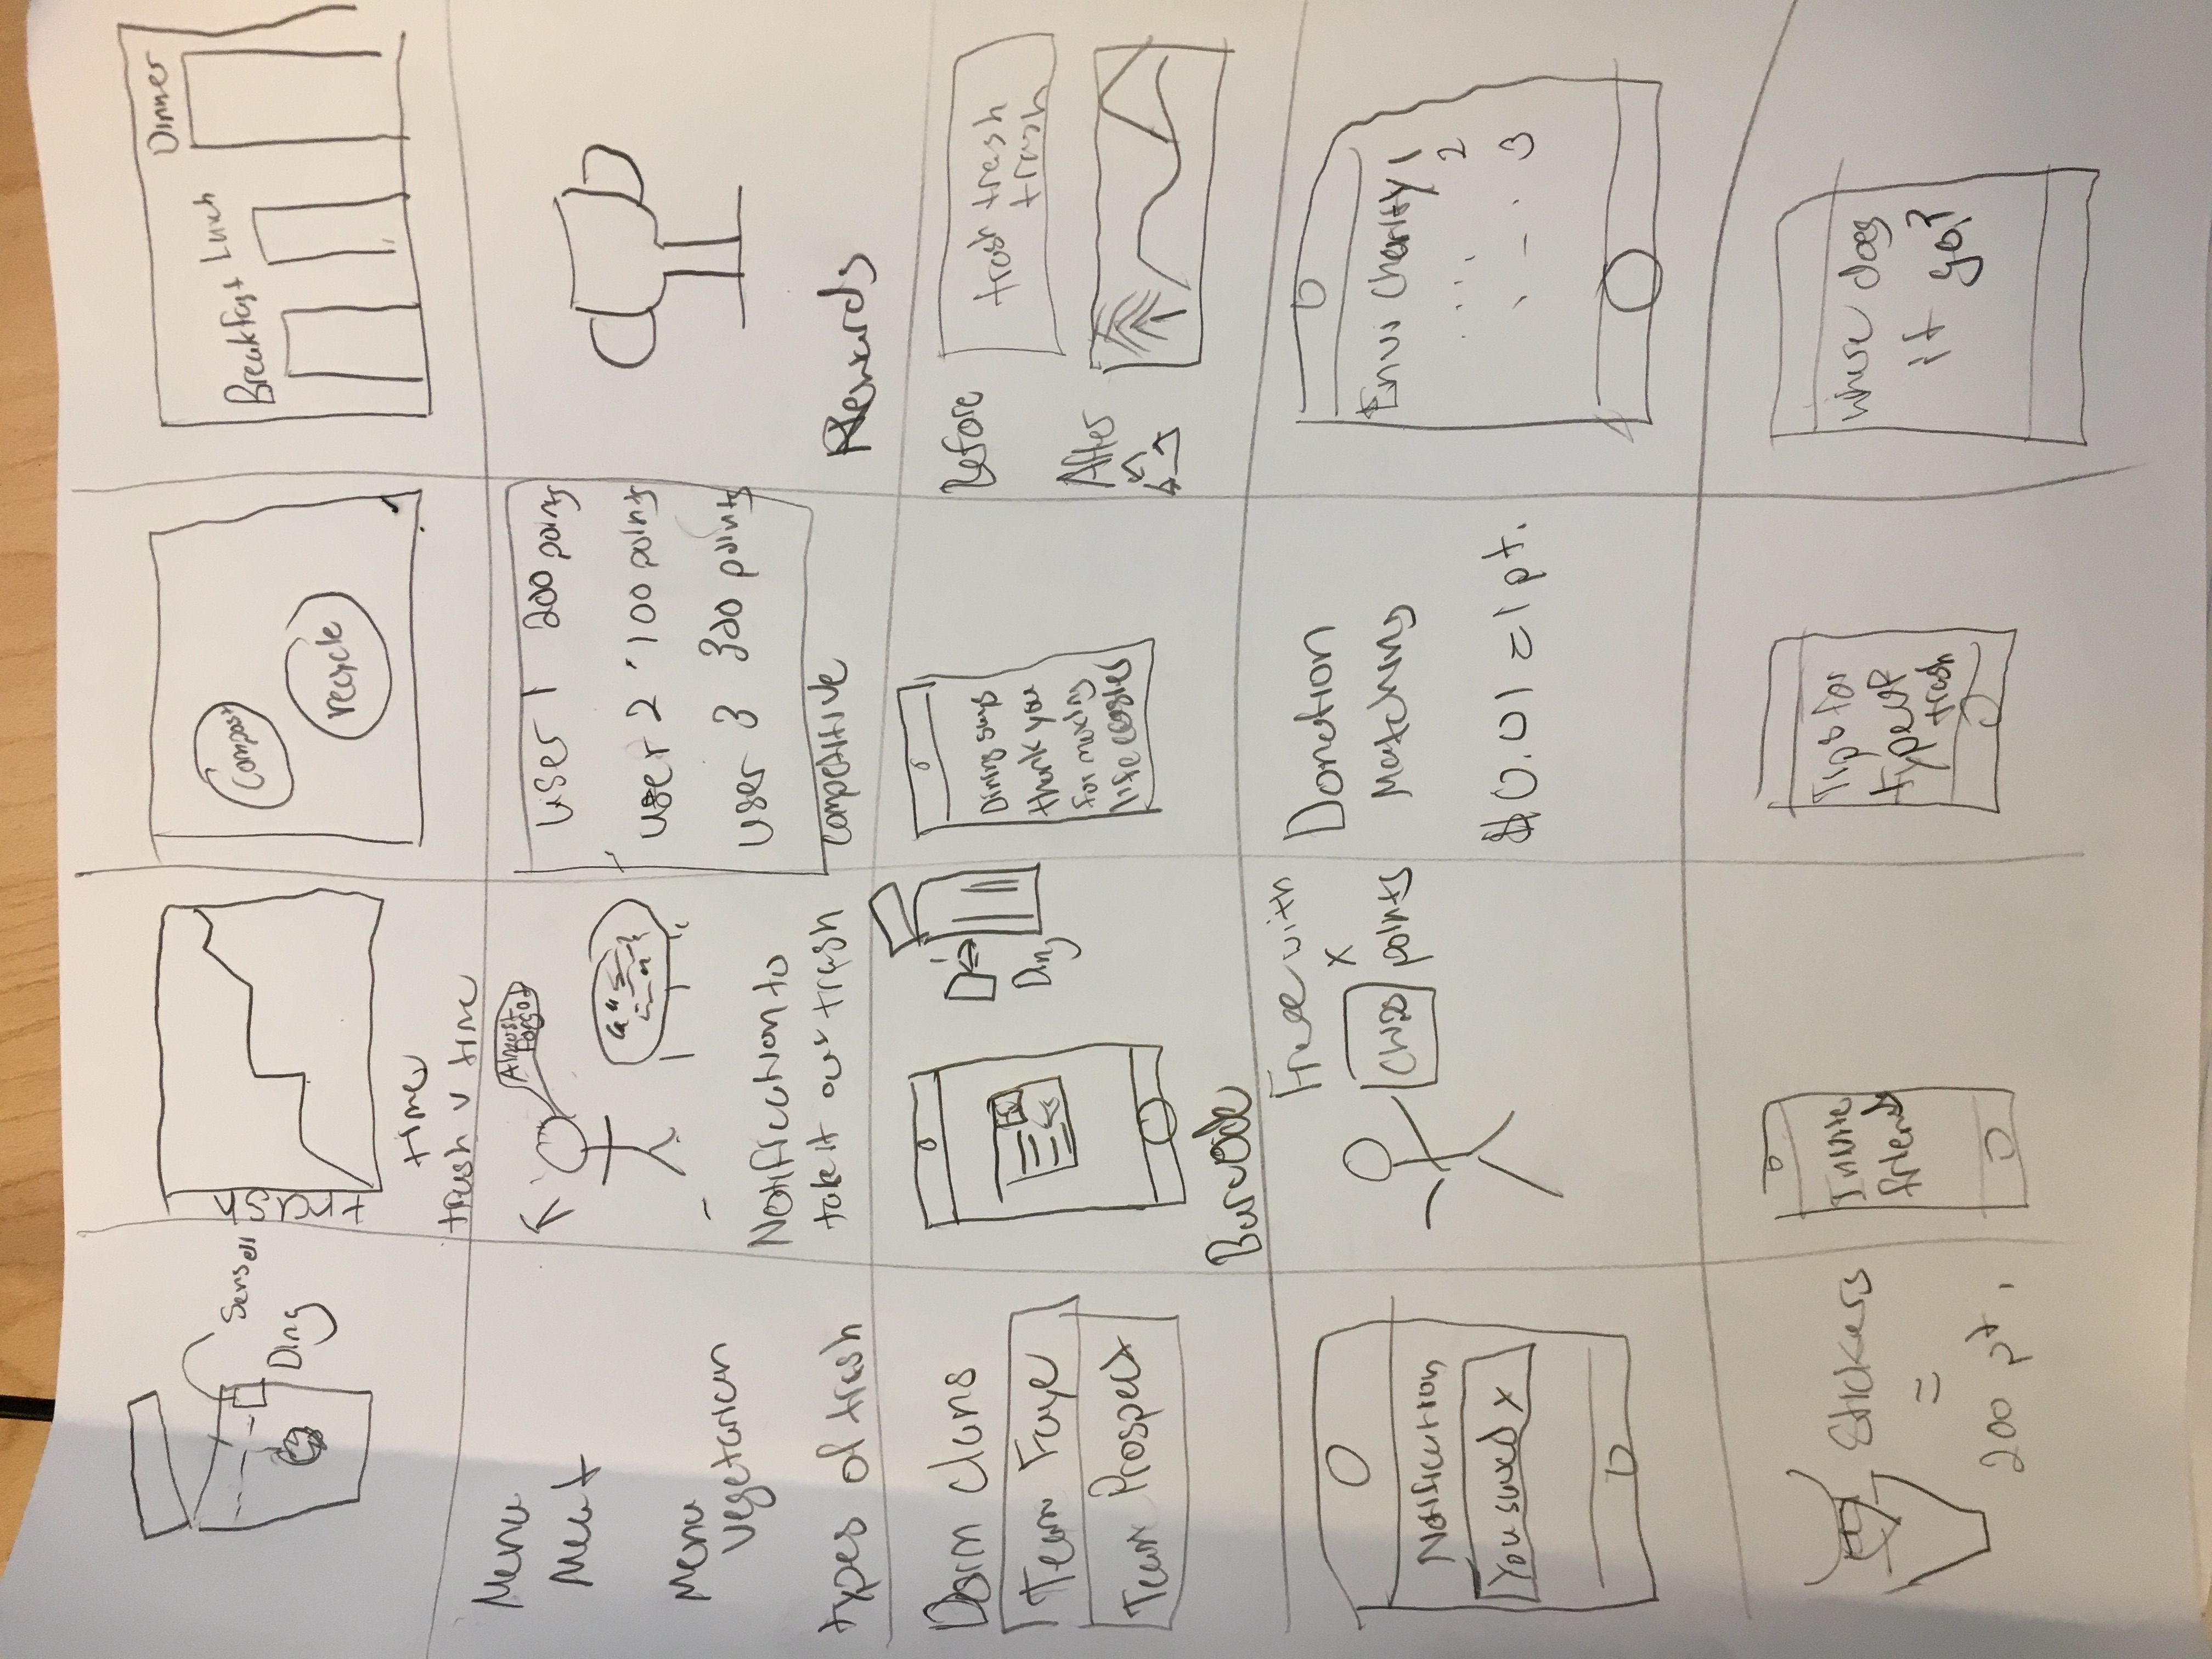 Sensor
Ding
trash
time
trash v time
compost
recycle
Breakfast Lunch
Dinner
Menu
Meat
Menu
Vegetarian
types of trash
Almost
Forgot
Notification to
take it our trash
user 1 200 points
user 2 100 points
user 3 300 points
competitive
Rewards
Dorm clans
Team Faye
Team Prospect
Ding
Barcode
Dining says
thank you
for making
life easier
Before
trash trash
trash
After
Notification
You saved x
Free with
x
points
Donation
Matching
$0.01 = 1 pt.
Envi Charity 1
2
3
Stickers
=
200 pt.
Invite
friends
Tips for
type of
trash
Where does
it go?